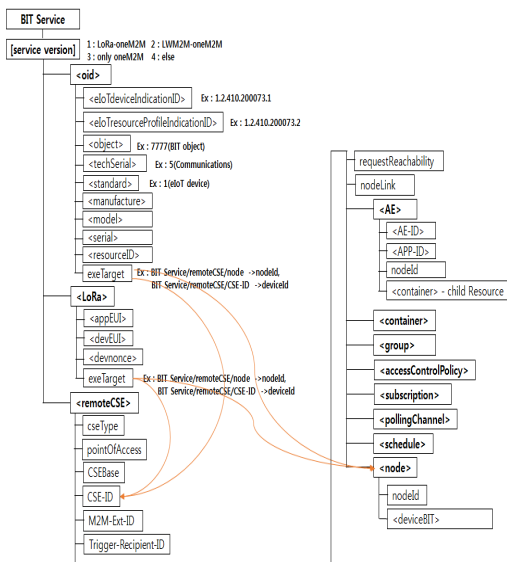 BIT Service
[service version]
1 : LoRa-oneM2M 2 : LWM2M-oneM2M
3 : only oneM2M 4 : else
<oid>
<eIoTdeviceIndicationID> Ex : 1.2.410.200073.1
<eIoTresourceProfileIndicationID> Ex : 1.2.410.200073.2
<object> Ex : 7777(BIT object)
<techSerial> Ex : 5(Communications)
<standard> Ex : 1(eIoT device)
<manufacture>
<model>
<serial>
<resourceID>
exeTarget Ex : BIT Service/remoteCSE/node ->nodeId,
BIT Service/remoteCSE/CSE-ID ->deviceId
<LoRa>
<appEUI>
<devEUI>
<devnonce>
exeTarget Ex : BIT Service/remoteCSE/node ->nodeId,
BIT Service/remoteCSE/CSE-ID ->deviceId
<remoteCSE>
cseType
pointOfAccess
CSEBase
CSE-ID
M2M-Ext-ID
Trigger-Recipient-ID
requestReachability
nodeLink
<AE>
<AE-ID>
<APP-ID>
nodeId
<container> - child Resource
<container>
<group>
<accessControlPolicy>
<subscription>
<pollingChannel>
<schedule>
<node>
nodeId
<deviceBIT>